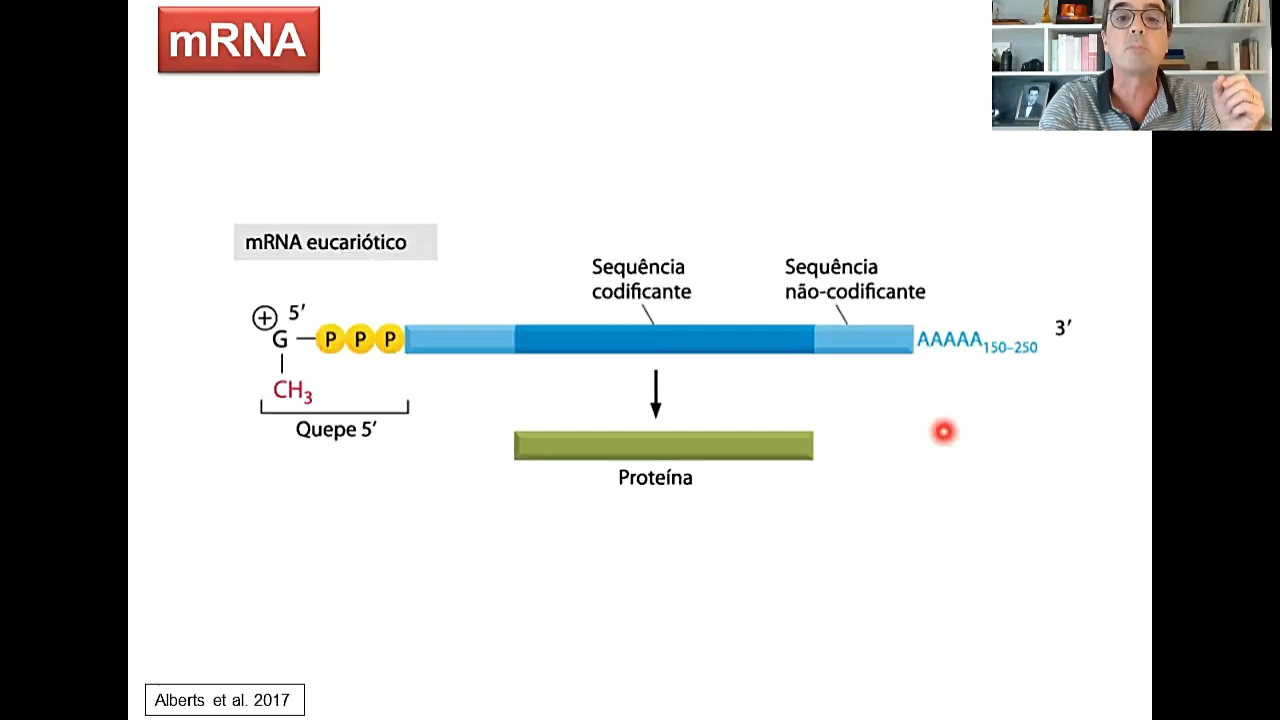 mRNA
mRNA eucariótico
Sequência
codificante
Sequência
não-codificante
+
5′
G
P P P
AAAAA150–250
3′
CH3
Quepe 5′
Proteína
Alberts et al. 2017